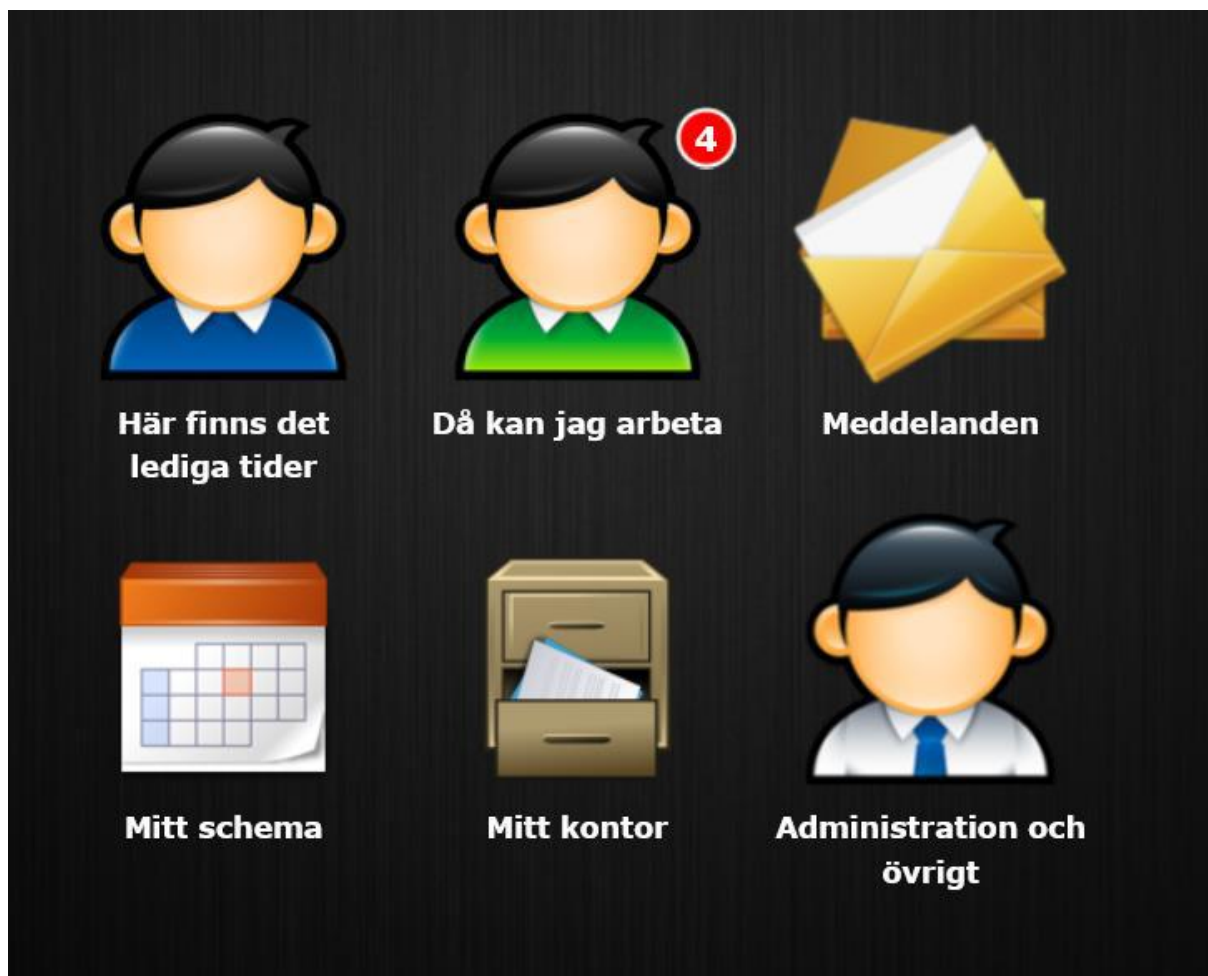 4
Här finns det
lediga tider
Då kan jag arbeta
Meddelanden
Mitt schema
Mitt kontor
Administration och
övrigt